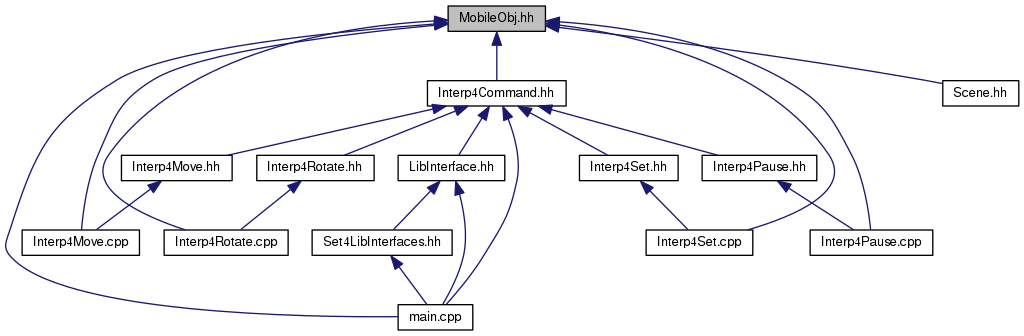 MobileObj.hh
Interp4Command.hh
Scene.hh
Interp4Move.hh
Interp4Rotate.hh
LibInterface.hh
Interp4Set.hh
Interp4Pause.hh
Interp4Move.cpp
Interp4Rotate.cpp
Set4LibInterfaces.hh
Interp4Set.cpp
Interp4Pause.cpp
main.cpp